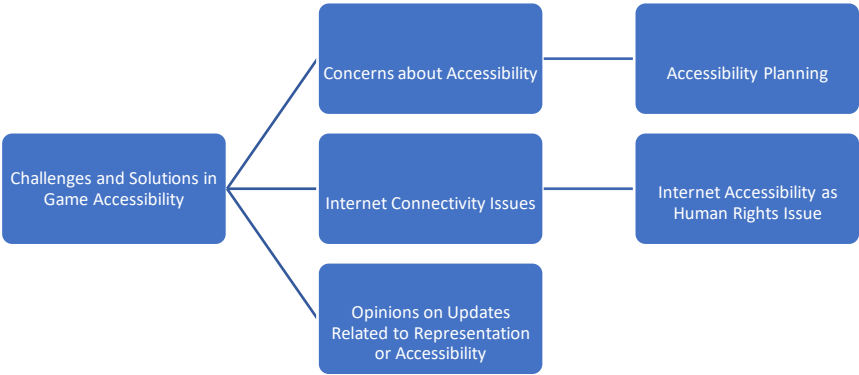 Challenges and Solutions in
Game Accessibility
Concerns about Accessibility
Accessibility Planning
Internet Connectivity Issues
Internet Accessibility as
Human Rights Issue
Opinions on Updates
Related to Representation
or Accessibility